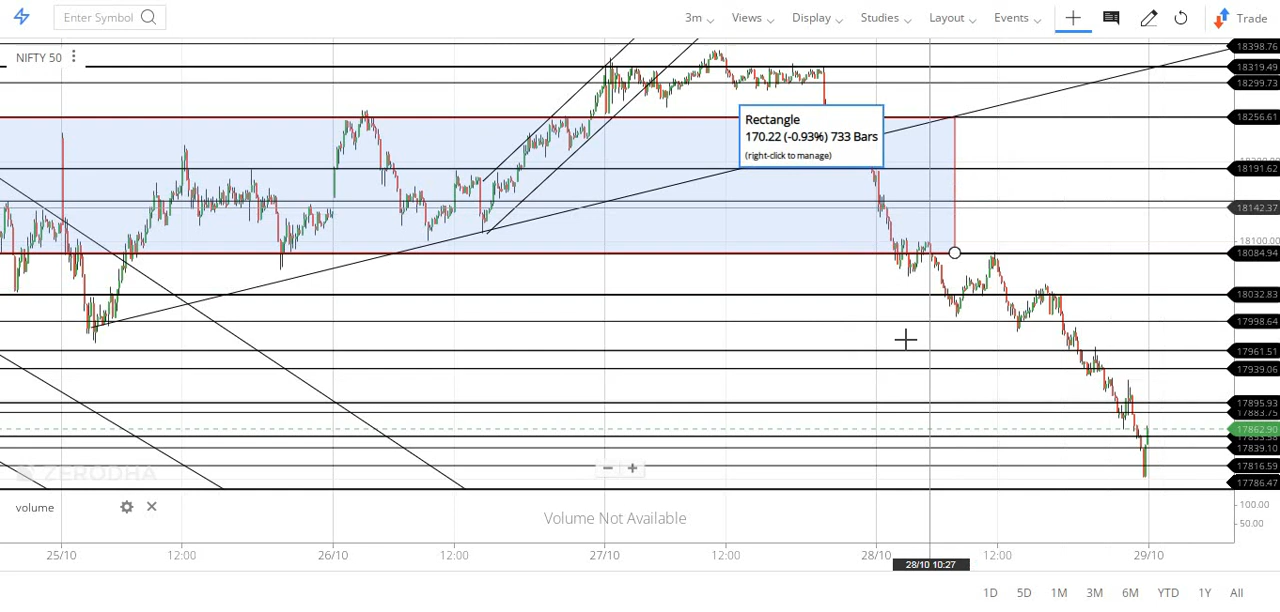 Enter Symbol
3m
Views
Display
Studies
Layout
Events
Trade
NIFTY 50
Rectangle
170.22 (-0.93%) 733 Bars
(right-click to manage)
18398.76
18319.49
18299.73
18256.61
18191.62
18142.37
18100.00
18084.94
18032.83
17998.64
17961.51
17939.06
17895.93
17883.75
17862.90
17839.10
17816.59
17786.47
ZERODHA
volume
Volume Not Available
100.00
50.00
25/10
12:00
26/10
12:00
27/10
12:00
28/10
12:00
29/10
28/10 10:27
1D
5D
1M
3M
6M
YTD
1Y
All